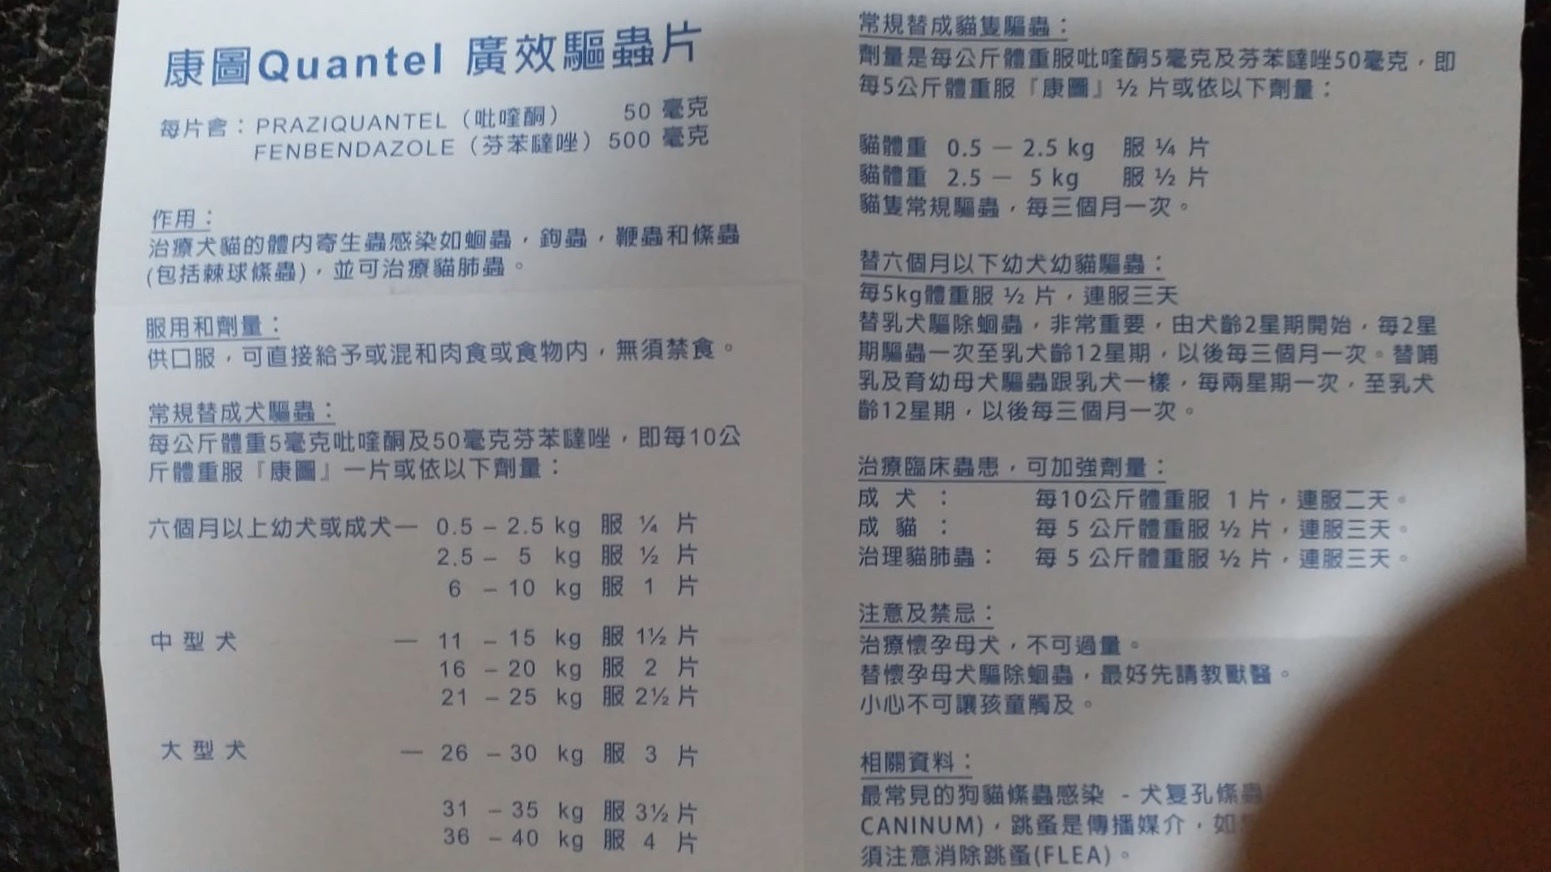 康圖Quantel 廣效驅蟲片
每片含：PRAZIQUANTEL（吡喹酮） 50 毫克
FENBENDAZOLE（芬苯噠唑） 500 毫克
作用：
治療犬貓的體內寄生蟲感染如蛔蟲，鉤蟲，鞭蟲和絛蟲
(包括棘球絛蟲)，並可治療貓肺蟲。
服用和劑量：
供口服，可直接給予或混和肉食或食物內，無須禁食。
常規替成犬驅蟲：
每公斤體重5毫克吡喹酮及50毫克芬苯噠唑，即每10公
斤體重服『康圖』一片或依以下劑量：
六個月以上幼犬或成犬— 0.5 – 2.5 kg 服 ¼ 片
2.5 – 5 kg 服 ½ 片
6 – 10 kg 服 1 片
中型犬 — 11 – 15 kg 服 1½ 片
16 – 20 kg 服 2 片
21 – 25 kg 服 2½ 片
大型犬 — 26 – 30 kg 服 3 片
31 – 35 kg 服 3½ 片
36 – 40 kg 服 4 片
常規替成貓隻驅蟲：
劑量是每公斤體重服吡喹酮5毫克及芬苯噠唑50毫克，即
每5公斤體重服『康圖』½ 片或依以下劑量：
貓體重 0.5 — 2.5 kg 服 ¼ 片
貓體重 2.5 — 5 kg 服 ½ 片
貓隻常規驅蟲，每三個月一次。
替六個月以下幼犬幼貓驅蟲：
每5kg體重服 ½ 片，連服三天
替乳犬驅除蛔蟲，非常重要，由犬齡2星期開始，每2星
期驅蟲一次至乳犬齡12星期，以後每三個月一次。替哺
乳及育幼母犬驅蟲跟乳犬一樣，每兩星期一次，至乳犬
齡12星期，以後每三個月一次。
治療臨床蟲患，可加強劑量：
成 犬 ： 每10公斤體重服 1 片，連服二天。
成 貓 ： 每 5 公斤體重服 ½ 片，連服三天。
治理貓肺蟲： 每 5 公斤體重服 ½ 片，連服三天。
注意及禁忌：
治療懷孕母犬，不可過量。
替懷孕母犬驅除蛔蟲，最好先請教獸醫。
小心不可讓孩童觸及。
相關資料：
最常見的狗貓絛蟲感染 - 犬复孔絛蟲
CANINUM)，跳蚤是傳播媒介，如
須注意消除跳蚤(FLEA)。